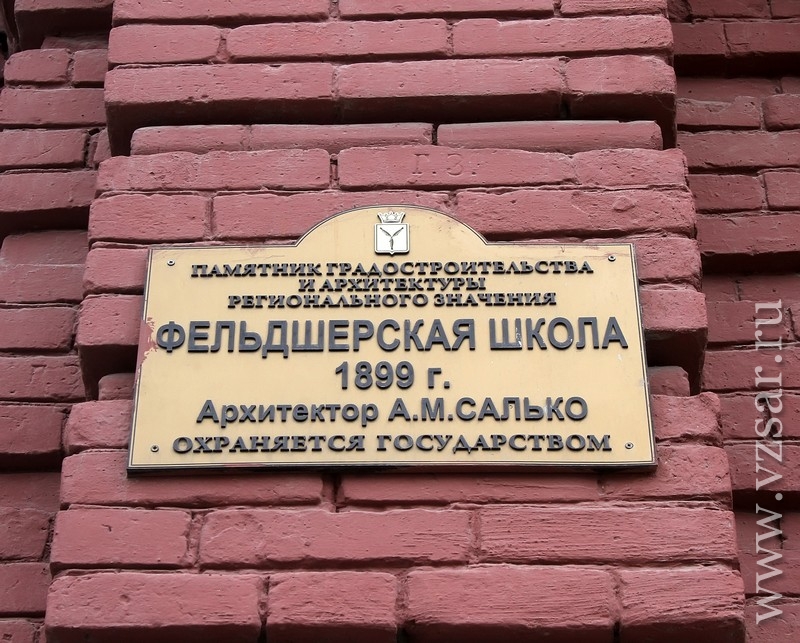 Г.З.
ПАМЯТНИК ГРАДОСТРОИТЕЛЬСТВА
И АРХИТЕКТУРЫ
РЕГИОНАЛЬНОГО ЗНАЧЕНИЯ
ФЕЛЬДШЕРСКАЯ ШКОЛА
1899 г.
Архитектор А.М.САЛЬКО
ОХРАНЯЕТСЯ ГОСУДАРСТВОМ
www.vzsar.ru